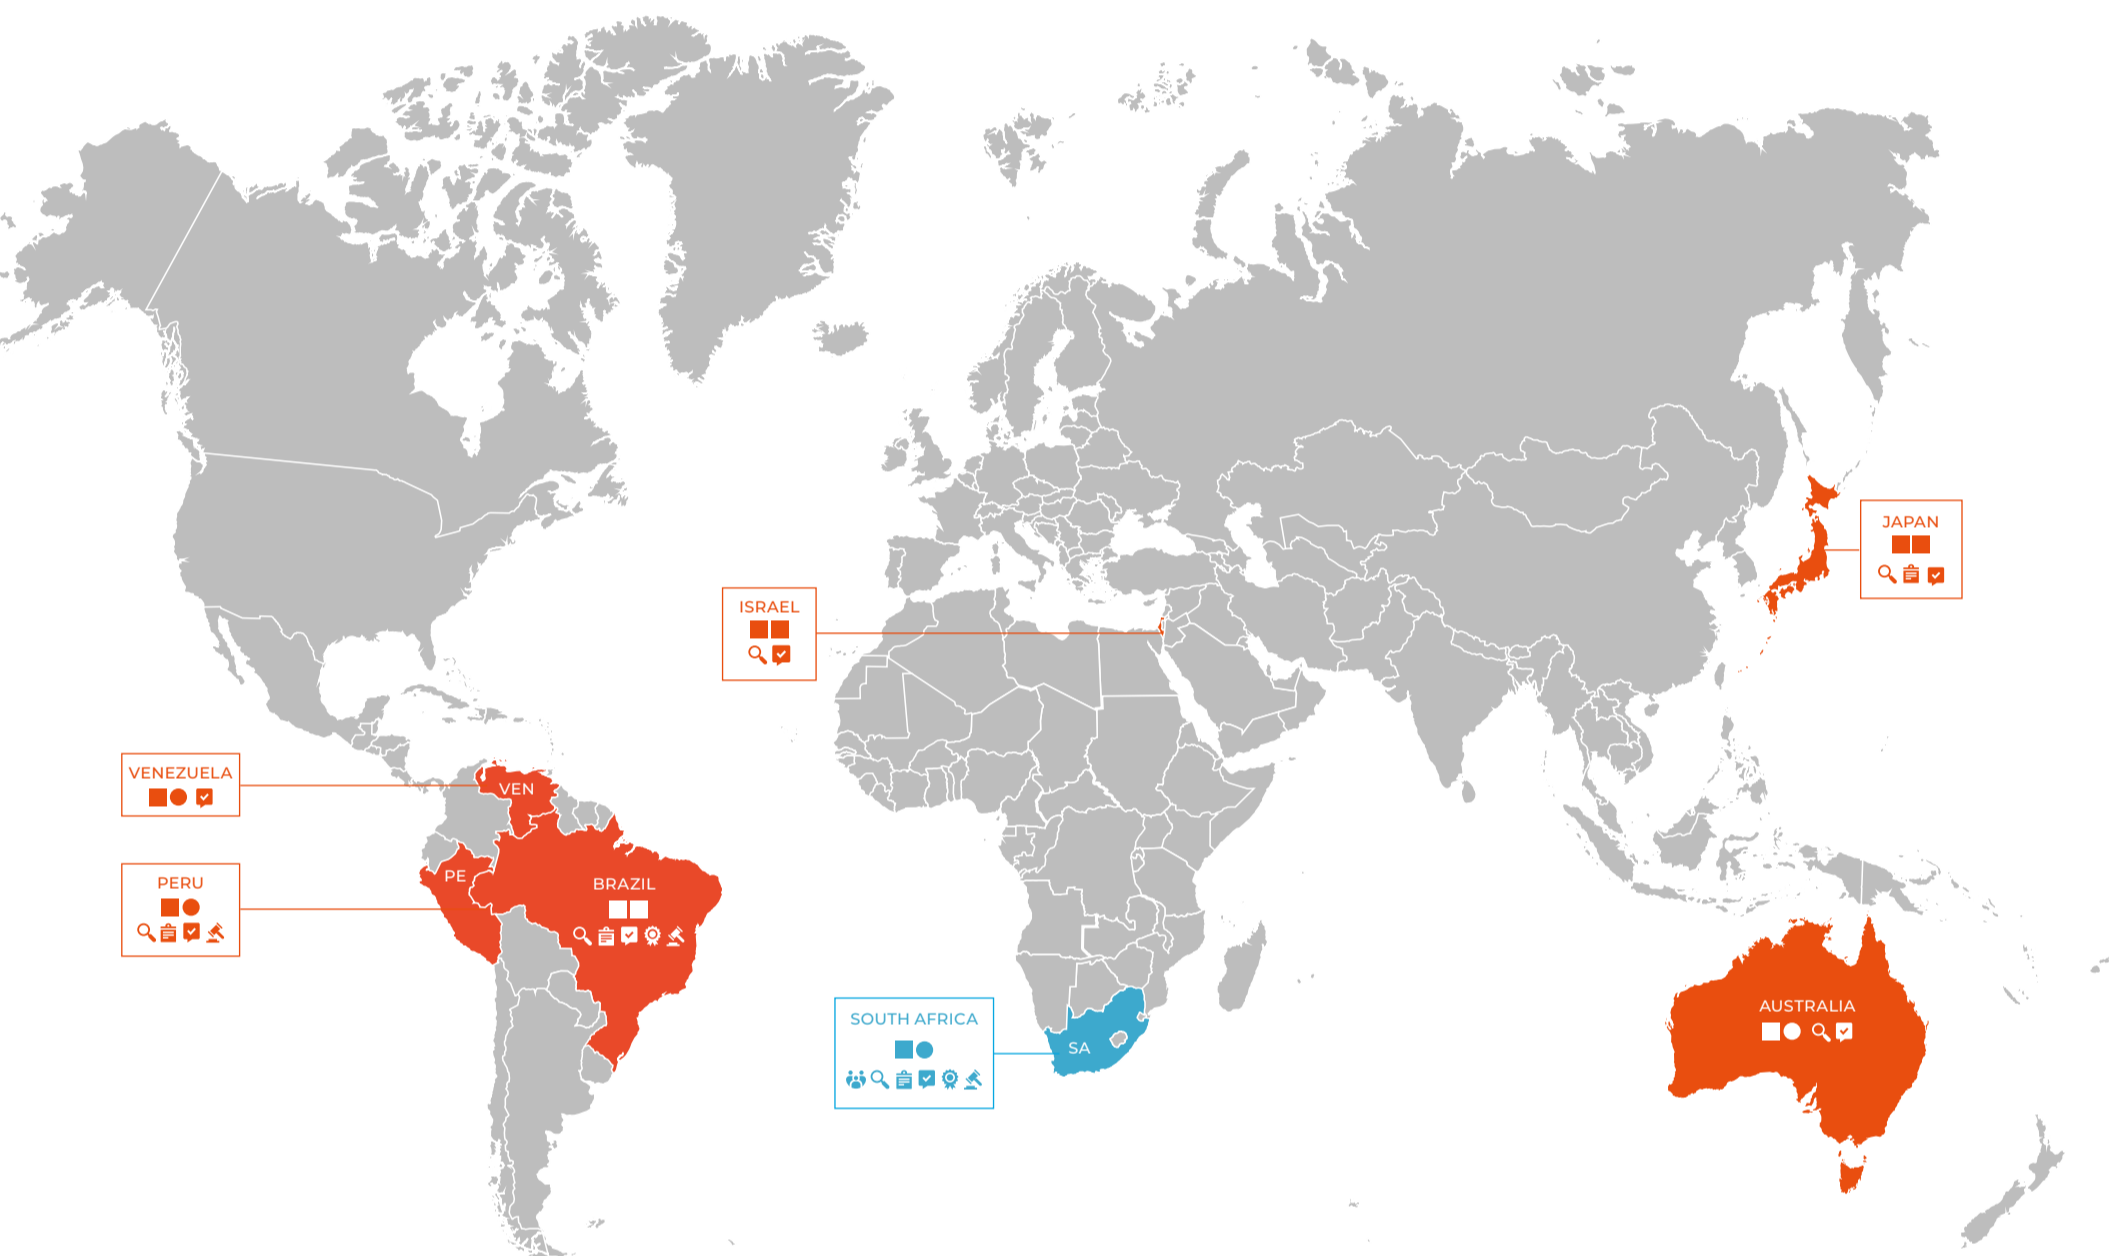 JAPAN
ISRAEL
VENEZUELA
VEN
PERU
PE
BRAZIL
AUSTRALIA
SOUTH AFRICA
SA